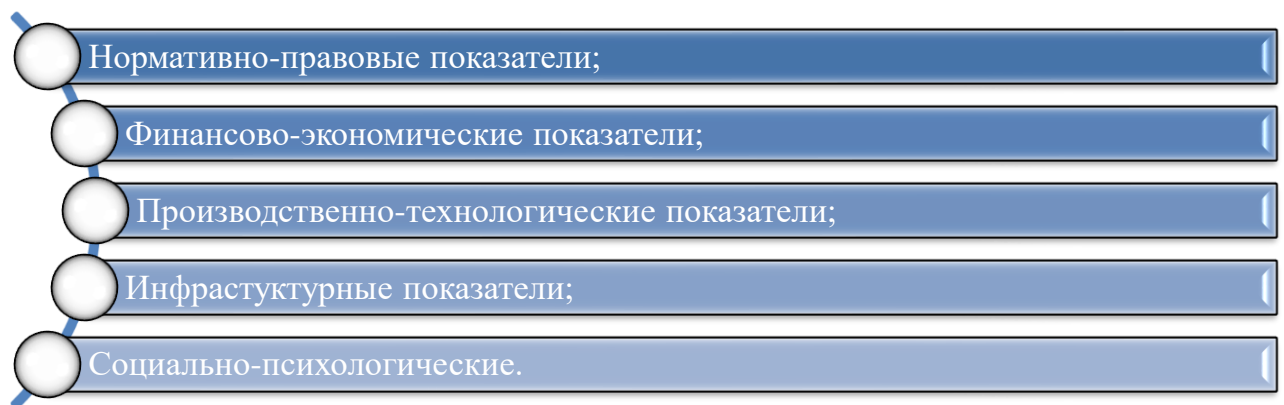 Нормативно-правовые показатели;
Финансово-экономические показатели;
Производственно-технологические показатели;
Инфрастуктурные показатели;
Социально-психологические.